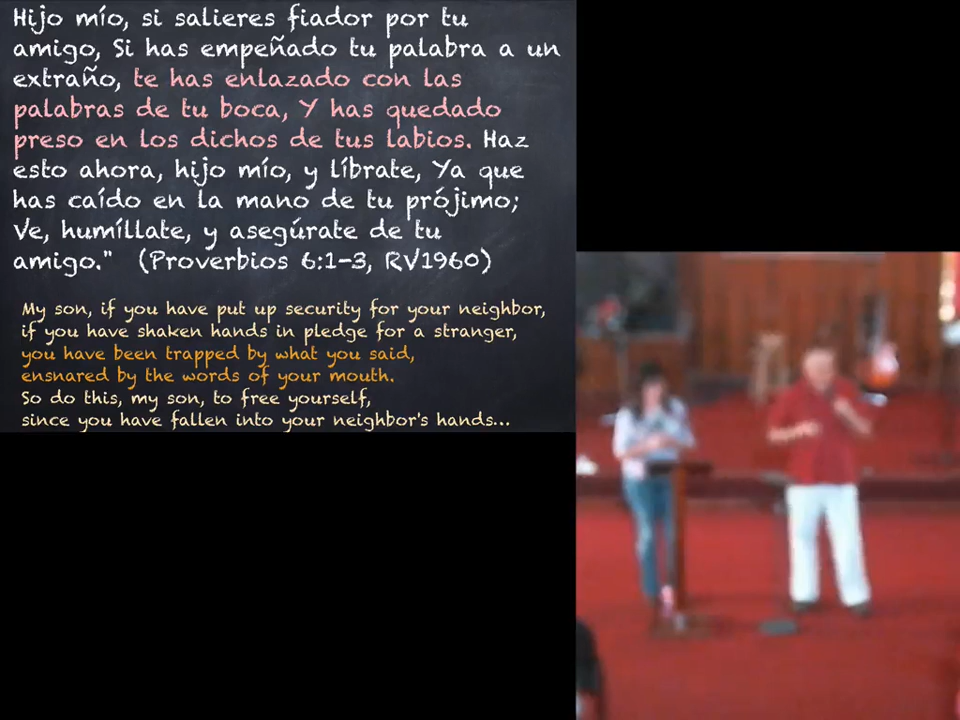 Hijo mío, si salieres fiador por tu
amigo, Si has empeñado tu palabra a un
extraño, te has enlazado con las
palabras de tu boca, Y has quedado
preso en los dichos de tus labios. Haz
esto ahora, hijo mío, y líbrate, Ya que
has caído en la mano de tu prójimo;
Ve, humíllate, y asegúrate de tu
amigo." (Proverbios 6:1-3, RV1960)
My son, if you have put up security for your neighbor,
if you have shaken hands in pledge for a stranger,
you have been trapped by what you said,
ensnared by the words of your mouth.
So do this, my son, to free yourself,
since you have fallen into your neighbor's hands...